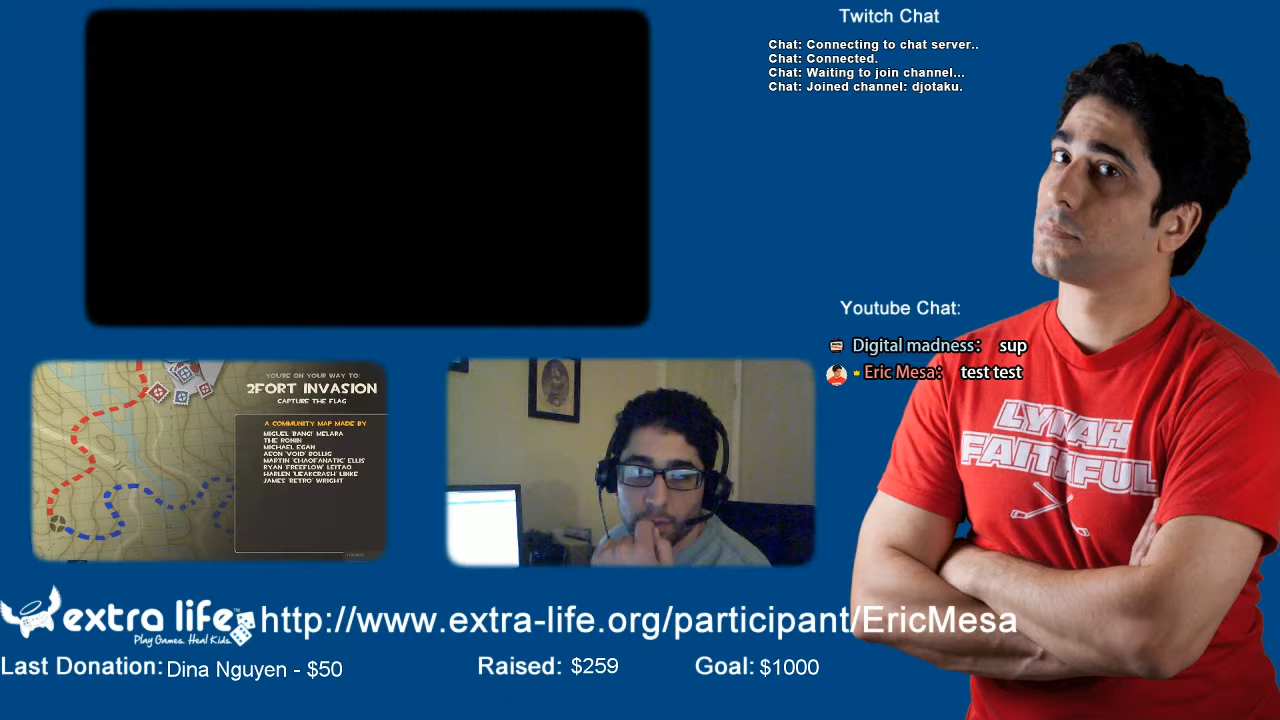 Twitch Chat
Chat: Connecting to chat server..
Chat: Connected.
Chat: Waiting to join channel...
Chat: Joined channel: djotaku.
Youtube Chat:
Digital madness: sup
Eric Mesa: test test
LYNAH
FAITHFUL
YOU'RE ON YOUR WAY TO:
2FORT INVASION
CAPTURE THE FLAG
A COMMUNITY MAP MADE BY
MIGUEL 'BANGI' MELARA
THE RONIN
MICHAEL EGAN
AEON 'VOID' BOLLIG
MARTIN 'CHAOFANATIC' ELLIS
RYAN 'FREEFLOW' LEITAO
HARLEN 'UEAKCRASH' LINKE
JAMES 'RETRO' WRIGHT
extra life
Play Games. Heal Kids.
http://www.extra-life.org/participant/EricMesa
Last Donation: Dina Nguyen - $50
Raised: $259
Goal: $1000